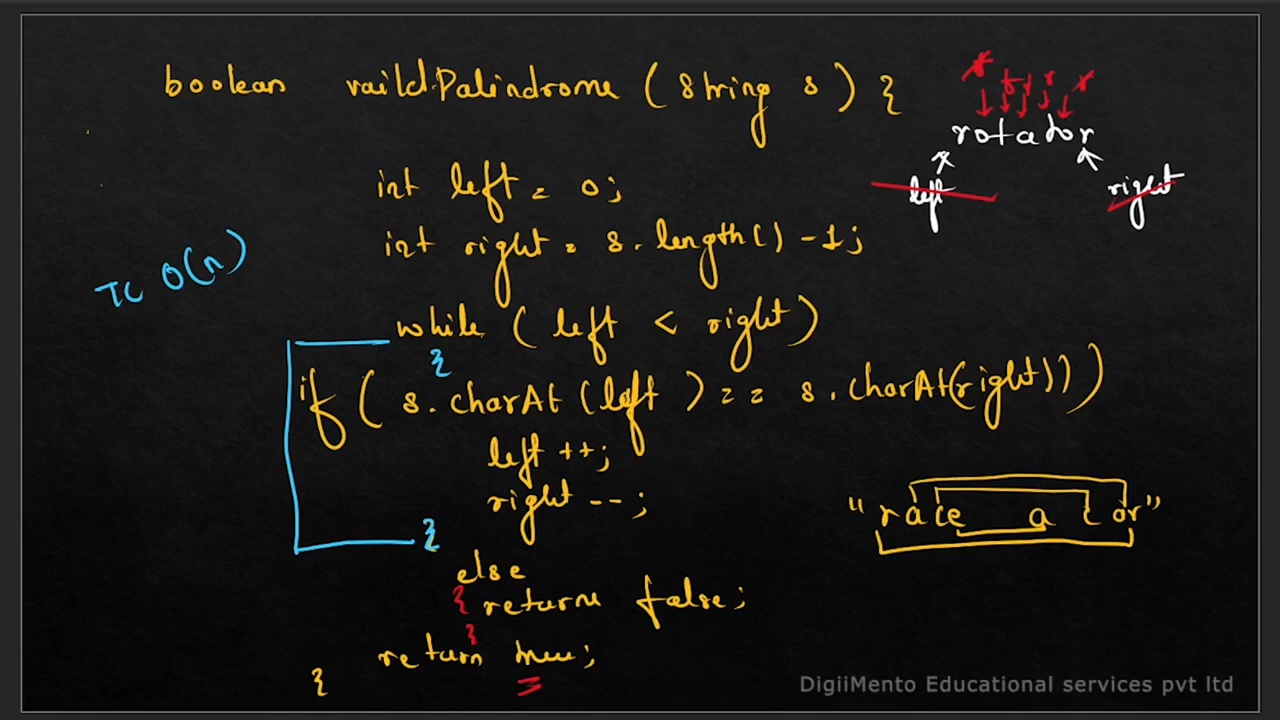 boolean vaildPalindrome ( String s ) {
rotator
left
right
int left = 0;
int right = s.length() -1;
TC O(n)
while ( left < right )
{
if ( s.charAt (left ) == s.charAt(right) ) )
left ++;
right --;
"race a cor"
}
else
{ return false;
}
return true;
}
DigiiMento Educational services pvt ltd